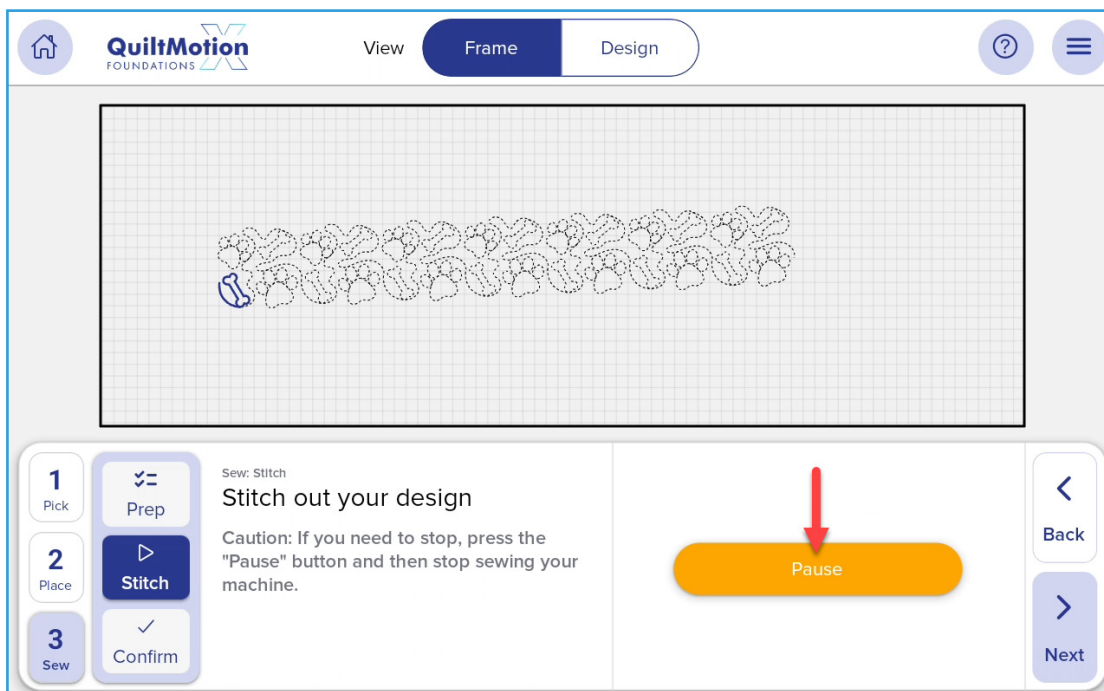 QuiltMotion
FOUNDATIONS
View
Frame
Design
?
1
Pick
2
Place
3
Sew
Prep
Stitch
Confirm
Sew: Stitch
Stitch out your design
Caution: If you need to stop, press the
"Pause" button and then stop sewing your
machine.
Pause
Back
Next